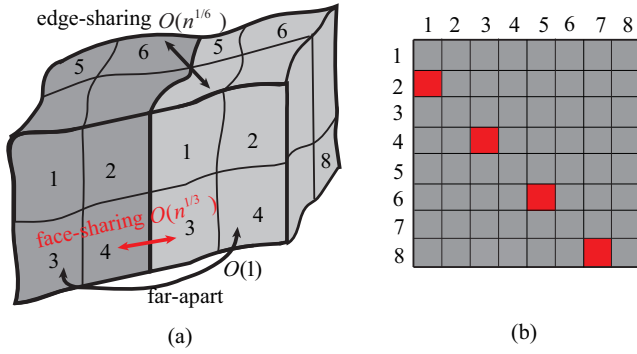 edge-sharing O(n^{1/6})
5 6 5 6
1 2 1 2 8
face-sharing O(n^{1/3})
3 4 3 4
O(1)
far-apart
(a)
1 2 3 4 5 6 7 8
1
2
3
4
5
6
7
8
(b)